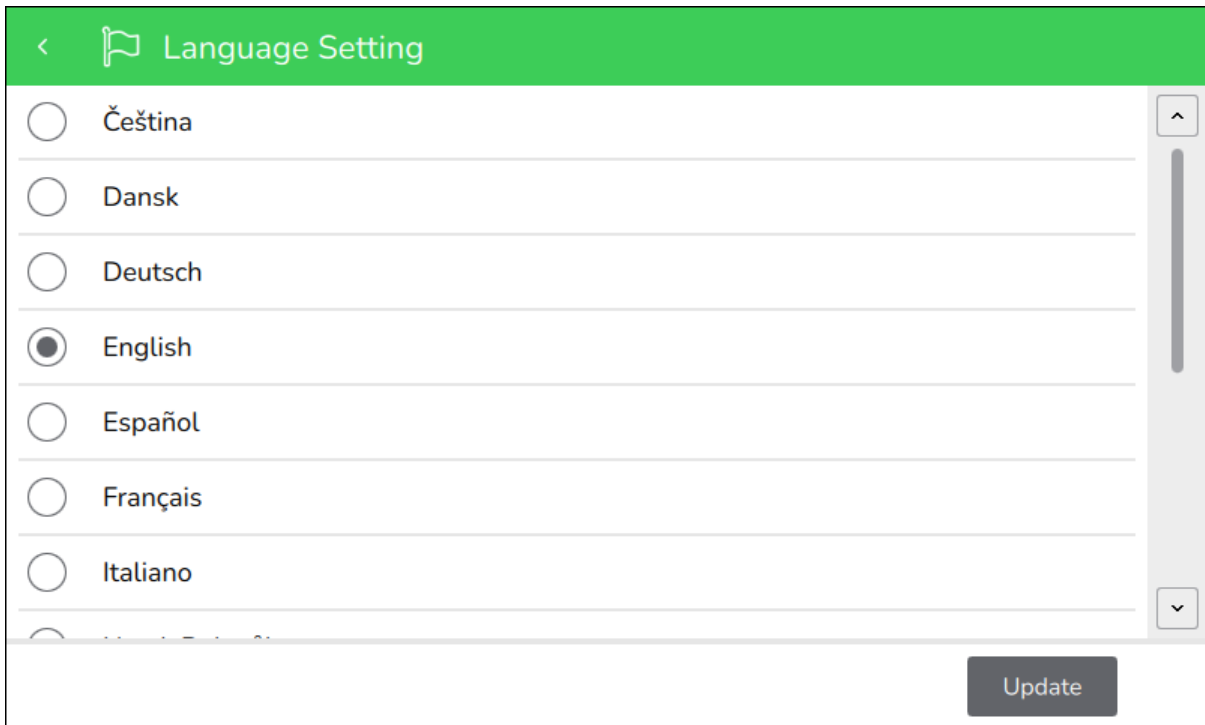 Language Setting
Čeština
Dansk
Deutsch
English
Español
Français
Italiano
Update